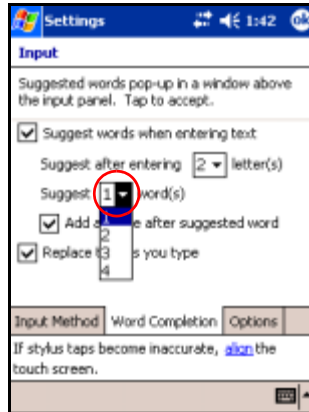 Settings 1:42 ok
Input
Suggested words pop-up in a window above
the input panel. Tap to accept.
Suggest words when entering text
Suggest after entering 2 letter(s)
Suggest 1 word(s)
1
Add a e after suggested word
2
Replace t s you type
3
4
Input Method Word Completion Options
If stylus taps become inaccurate, align the
touch screen.